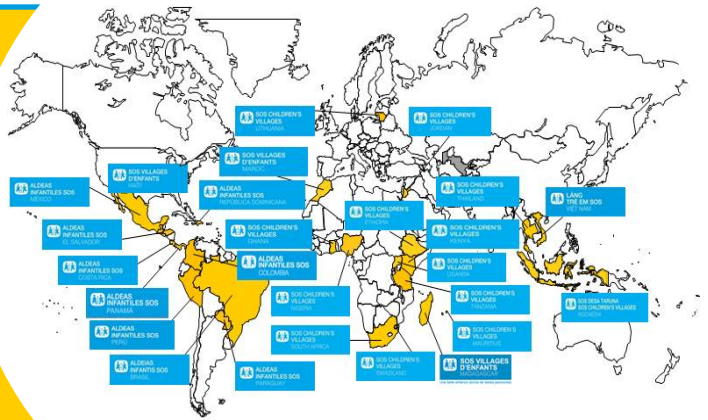 SOS CHILDREN'S
VILLAGES
LITHUANIA
SOS CHILDREN'S
VILLAGES
JORDAN
SOS VILLAGES
D'ENFANTS
MAROC
SOS VILLAGES
D'ENFANTS
HAITI
ALDEAS
INFANTILES SOS
MÉXICO
ALDEAS
INFANTILES SOS
REPÚBLICA DOMINICANA
SOS CHILDREN'S
VILLAGES
THAILAND
LÀNG
TRẺ EM SOS
VIỆT NAM
ALDEAS
INFANTILES SOS
EL SALVADOR
SOS CHILDREN'S
VILLAGES
GHANA
SOS CHILDREN'S
VILLAGES
ETHIOPIA
SOS CHILDREN'S
VILLAGES
KENYA
ALDEAS
INFANTILES SOS
COSTA RICA
ALDEAS
INFANTILES SOS
COLOMBIA
SOS CHILDREN'S
VILLAGES
UGANDA
ALDEAS
INFANTILES SOS
PANAMÁ
SOS CHILDREN'S
VILLAGES
NIGERIA
SOS CHILDREN'S
VILLAGES
TANZANIA
SOS DESA TARUNA
SOS CHILDREN'S VILLAGES
INDONESIA
ALDEAS
INFANTILES SOS
PERÚ
SOS CHILDREN'S
VILLAGES
SOUTH AFRICA
SOS CHILDREN'S
VILLAGES
MAURITIUS
ALDEIAS
INFANTIS SOS
BRASIL
ALDEAS
INFANTILES SOS
PARAGUAY
SOS CHILDREN'S
VILLAGES
SWAZILAND
SOS VILLAGES
D'ENFANTS
MADAGASCAR